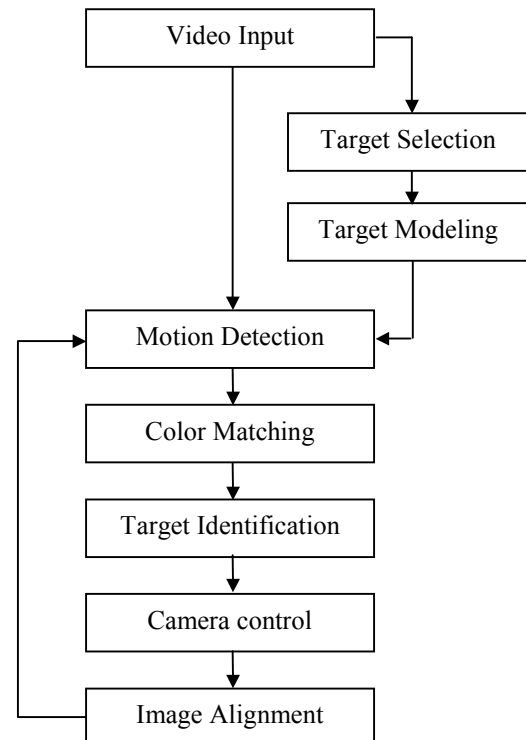 Video Input
Target Selection
Target Modeling
Motion Detection
Color Matching
Target Identification
Camera control
Image Alignment